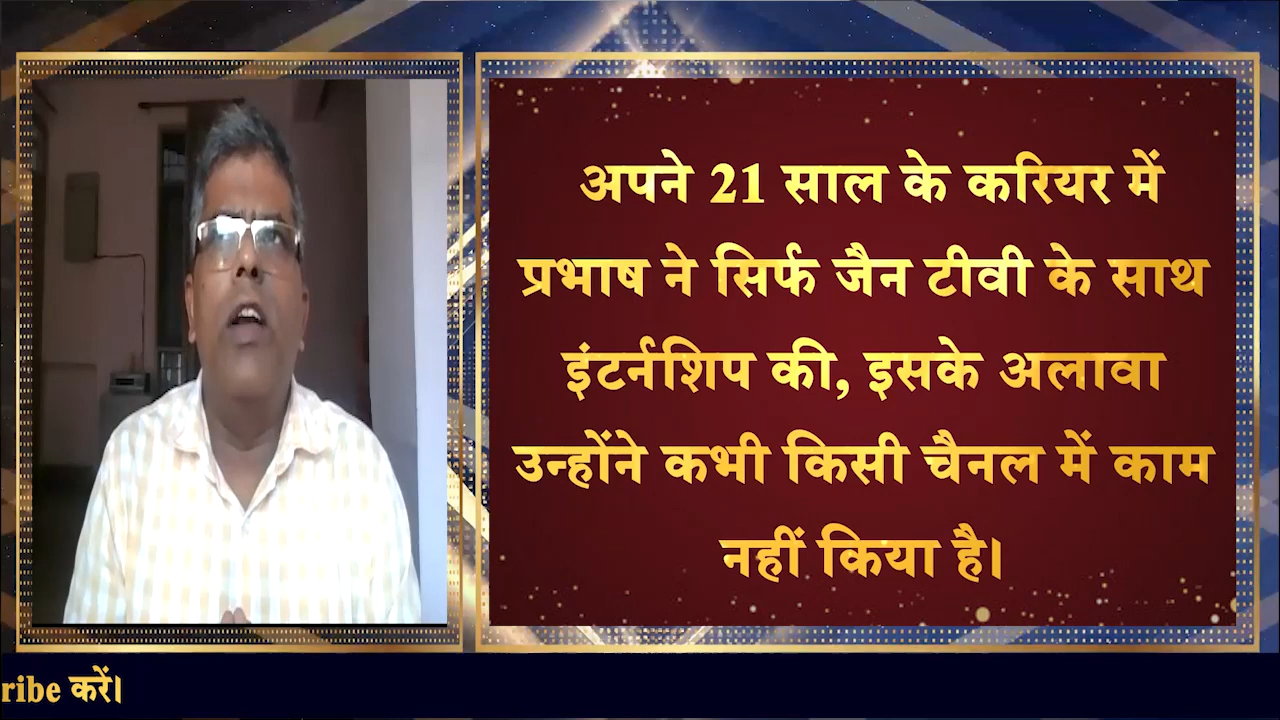 अपने 21 साल के करियर में
प्रभाष ने सिर्फ जैन टीवी के साथ
इंटर्नशिप की, इसके अलावा
उन्होंने कभी किसी चैनल में काम
नहीं किया है।
ribe करें।